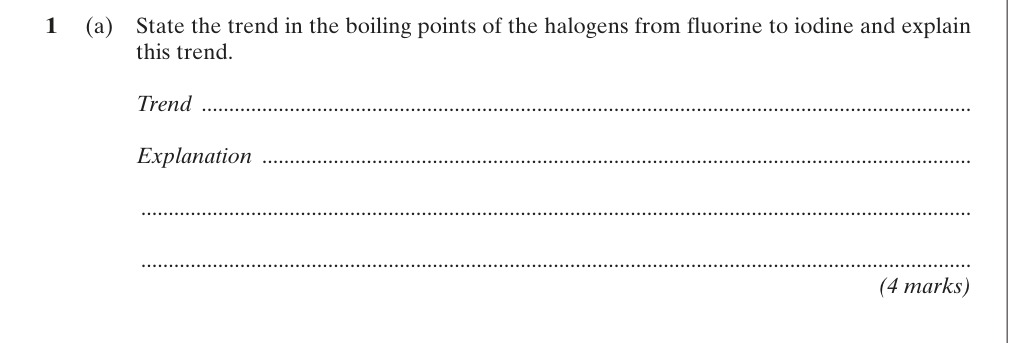 1 (a) State the trend in the boiling points of the halogens from fluorine to iodine and explain
this trend.
Trend ..........................................................................................
Explanation ..........................................................................................
..........................................................................................
..........................................................................................
(4 marks)